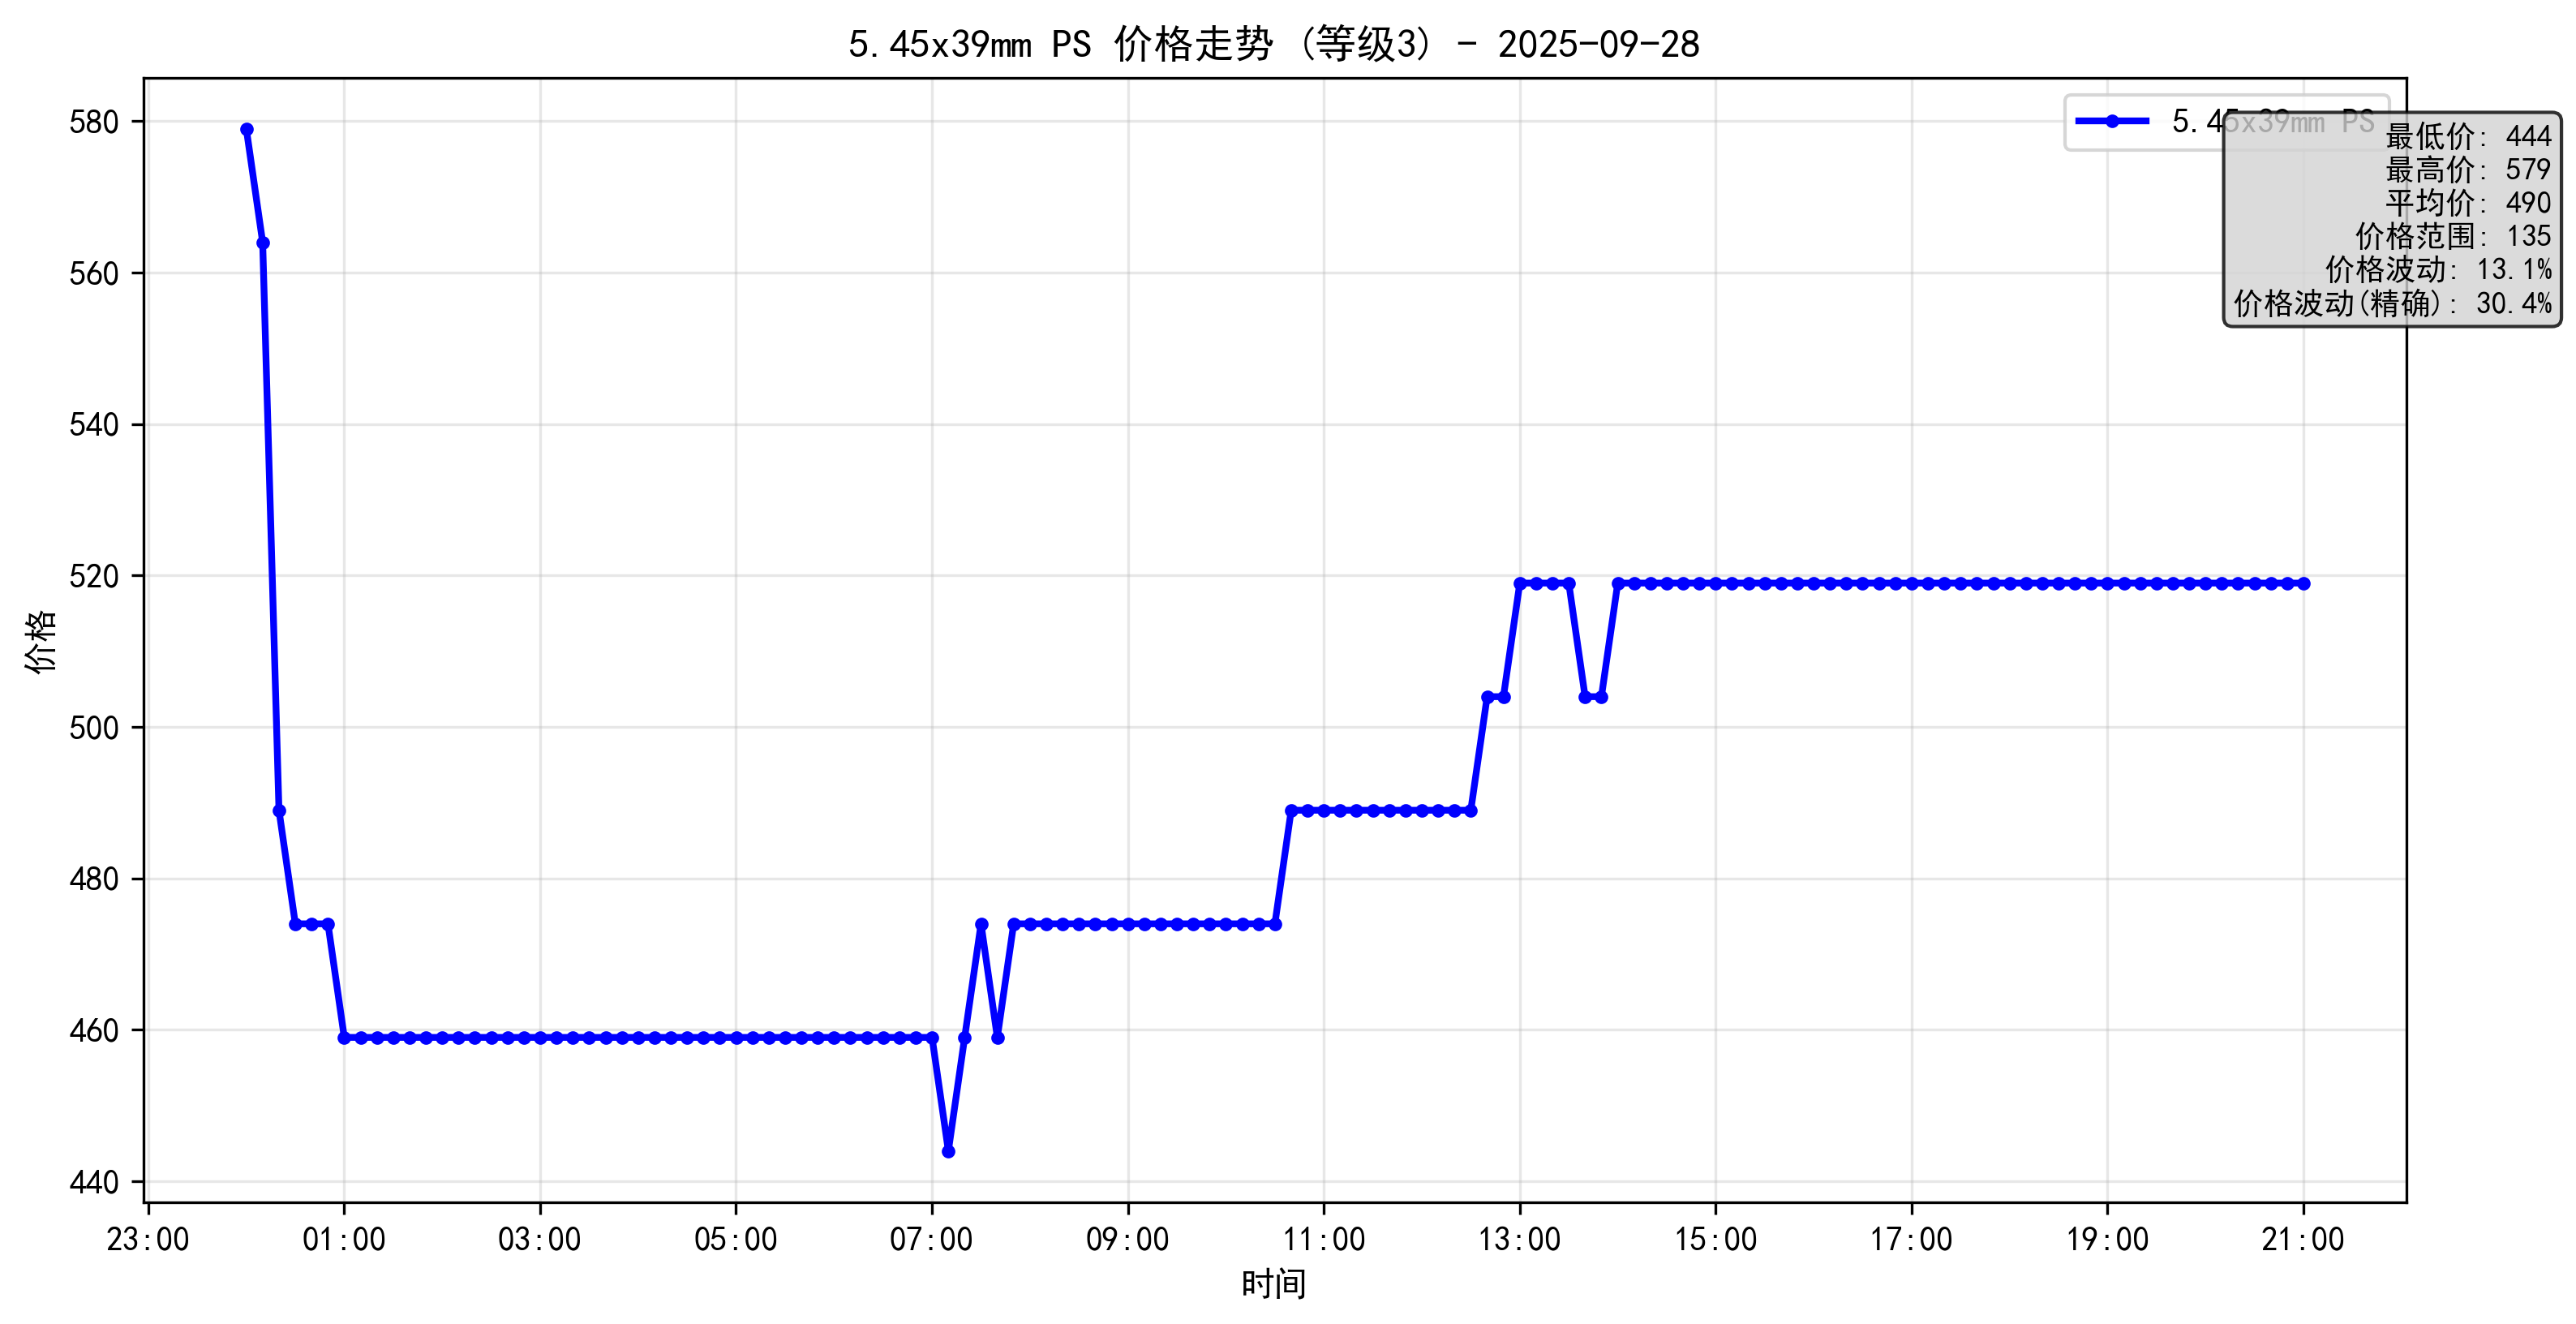 5.45x39mm PS 价格走势 (等级3) - 2025-09-28
5.45x39mm PS
最低价: 444
最高价: 579
平均价: 490
价格范围: 135
价格波动: 13.1%
价格波动(精确): 30.4%
价格
580
560
540
520
500
480
460
440
23:00 01:00 03:00 05:00 07:00 09:00 11:00 13:00 15:00 17:00 19:00 21:00
时间